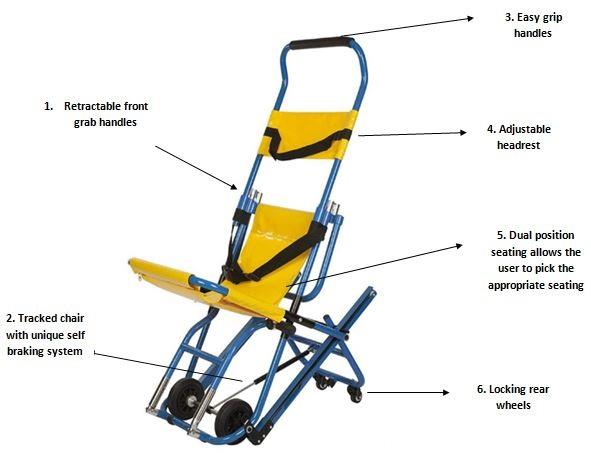 3. Easy grip
handles
1. Retractable front
grab handles
4. Adjustable
headrest
5. Dual position
seating allows the
user to pick the
appropriate seating
2. Tracked chair
with unique self
braking system
6. Locking rear
wheels